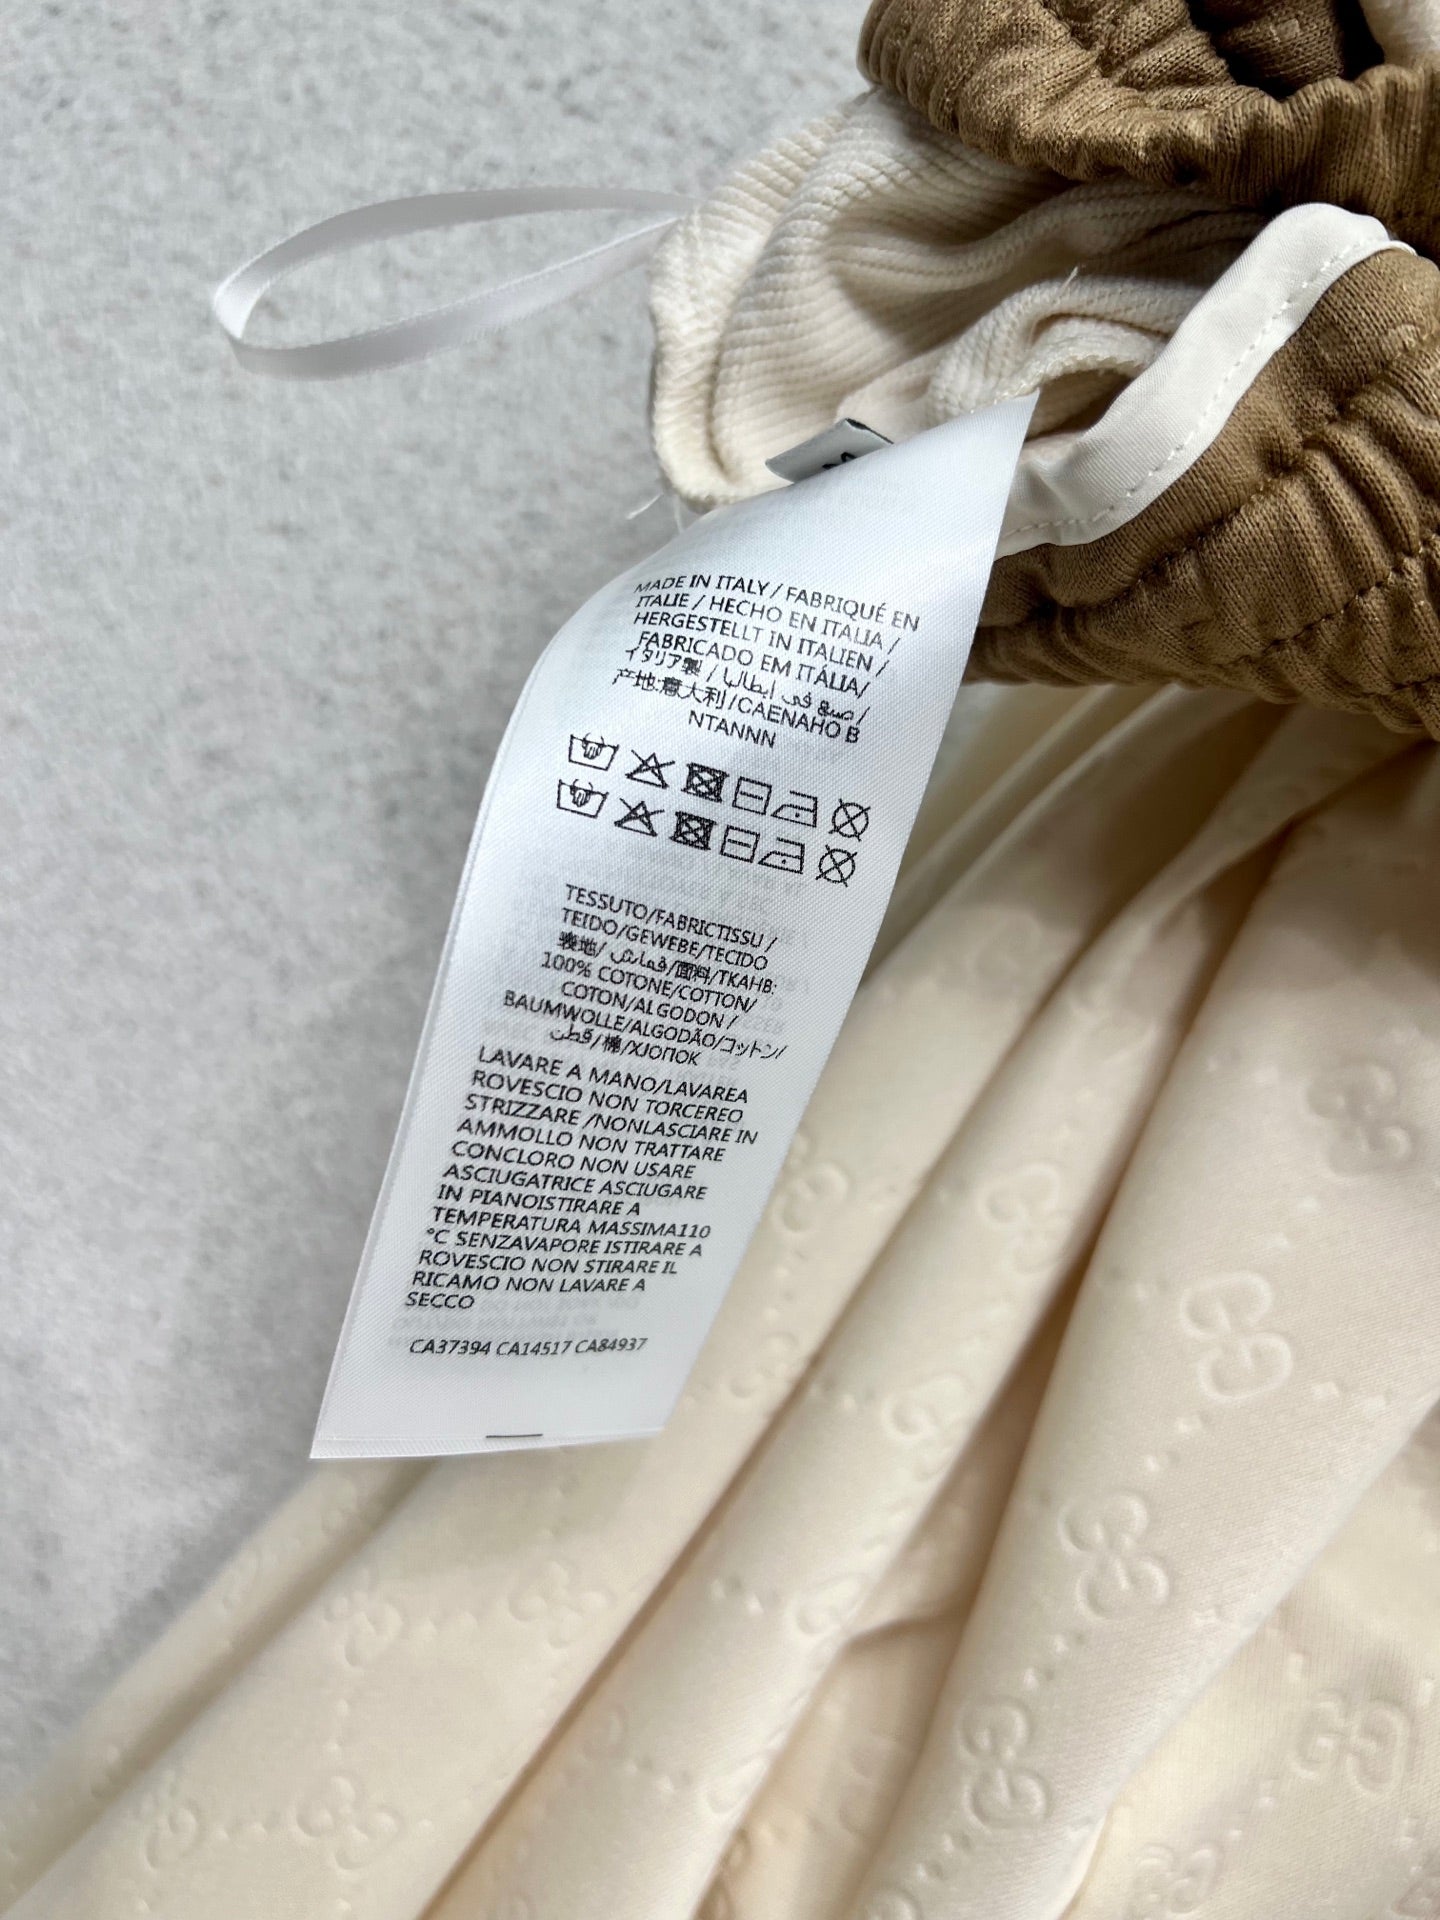 MADE IN ITALY / FABRIQUÉ EN
ITALIE / HECHO EN ITALIA /
HERGESTELLT IN ITALIEN /
FABRICADO EM ITÁLIA/
イタリア製 / صنع في إيطاليا /
产地:意大利/CAENAHO B
NTANNN
TESSUTO/FABRICTISSU /
TEIDO/GEWEBE/TECIDO
表地/ قماش/面料/TKAHB:
100% COTONE/COTTON/
COTON/ALGODON /
BAUMWOLLE/ALGODÃO/コットン/
قطن/棉/ХЈОПОК
LAVARE A MANO/LAVAREA
ROVESCIO NON TORCEREO
STRIZZARE /NONLASCIARE IN
AMMOLLO NON TRATTARE
CONCLORO NON USARE
ASCIUGATRICE ASCIUGARE
IN PIANOISTIRARE A
TEMPERATURA MASSIMA110
°C SENZAVAPORE ISTIRARE A
ROVESCIO NON STIRARE IL
RICAMO NON LAVARE A
SECCO
CA37394 CA14517 CA84937